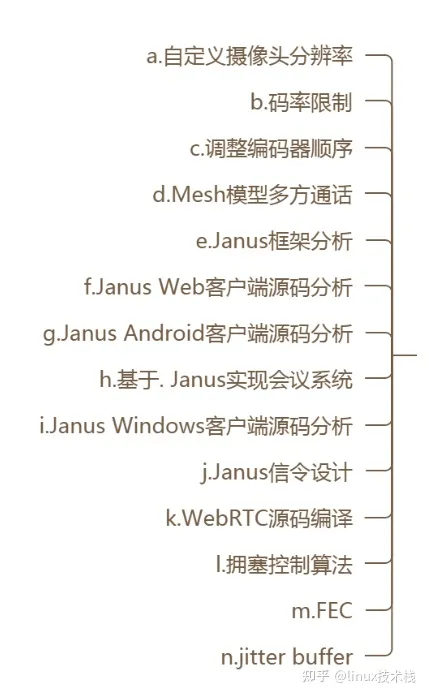 a.自定义摄像头分辨率
b.码率限制
c.调整编码器顺序
d.Mesh模型多方通话
e.Janus框架分析
f.Janus Web客户端源码分析
g.Janus Android客户端源码分析
h.基于. Janus实现会议系统
i.Janus Windows客户端源码分析
j.Janus信令设计
k.WebRTC源码编译
l.拥塞控制算法
m.FEC
n.jitter buffer
知乎 @linux技术栈